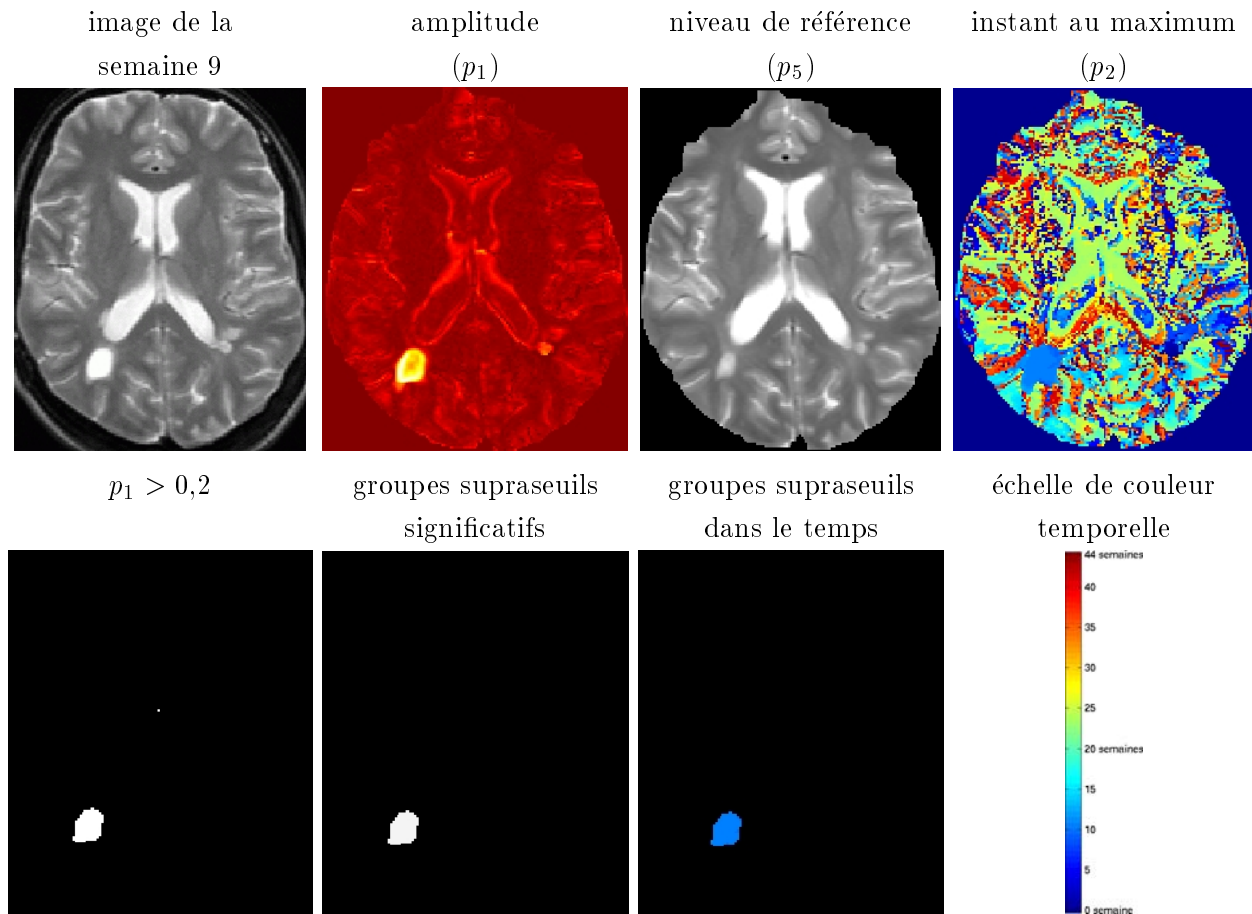 image de la
semaine 9
amplitude
(p₁)
niveau de référence
(p₅)
instant au maximum
(p₂)
p₁ > 0,2
groupes supraseuils
significatifs
groupes supraseuils
dans le temps
échelle de couleur
temporelle
44 semaines
40
35
30
25
20 semaines
15
10
5
0 semaine